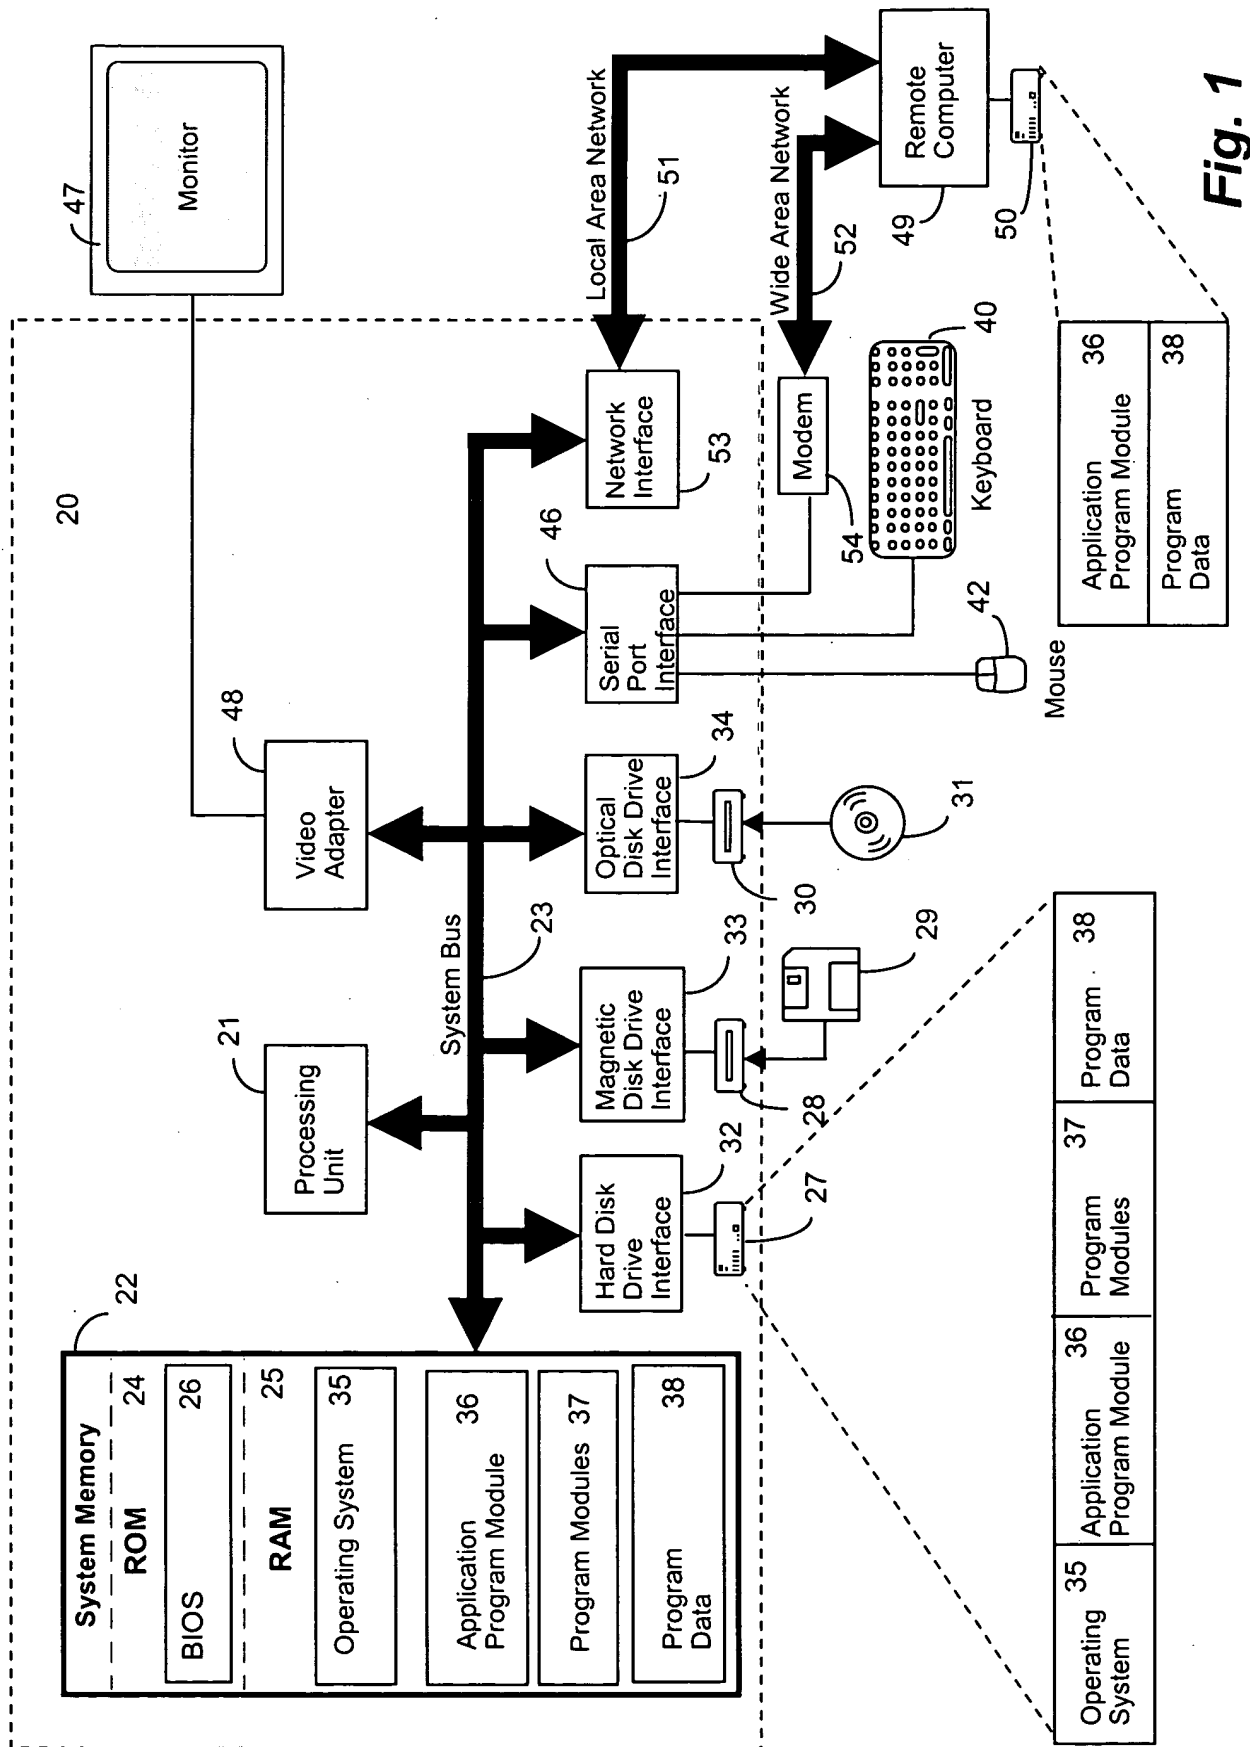 System Memory
22
ROM
24
BIOS
26
RAM
25
Operating System
35
Application
Program Module
36
Program Modules
37
Program
Data
38
20
21
Processing
Unit
48
Video
Adapter
47
Monitor
System Bus
23
Hard Disk
Drive
Interface
32
Magnetic
Disk Drive
Interface
33
Optical
Disk Drive
Interface
34
Serial
Port
Interface
46
Network
Interface
53
Local Area Network
51
27
28
29
30
31
Modem
54
Wide Area Network
52
Remote
Computer
49
50
Keyboard
40
Mouse
42
Operating
System
35
Application
Program Module
36
Program
Modules
37
Program
Data
38
Application
Program Module
36
Program
Data
38
Fig. 1